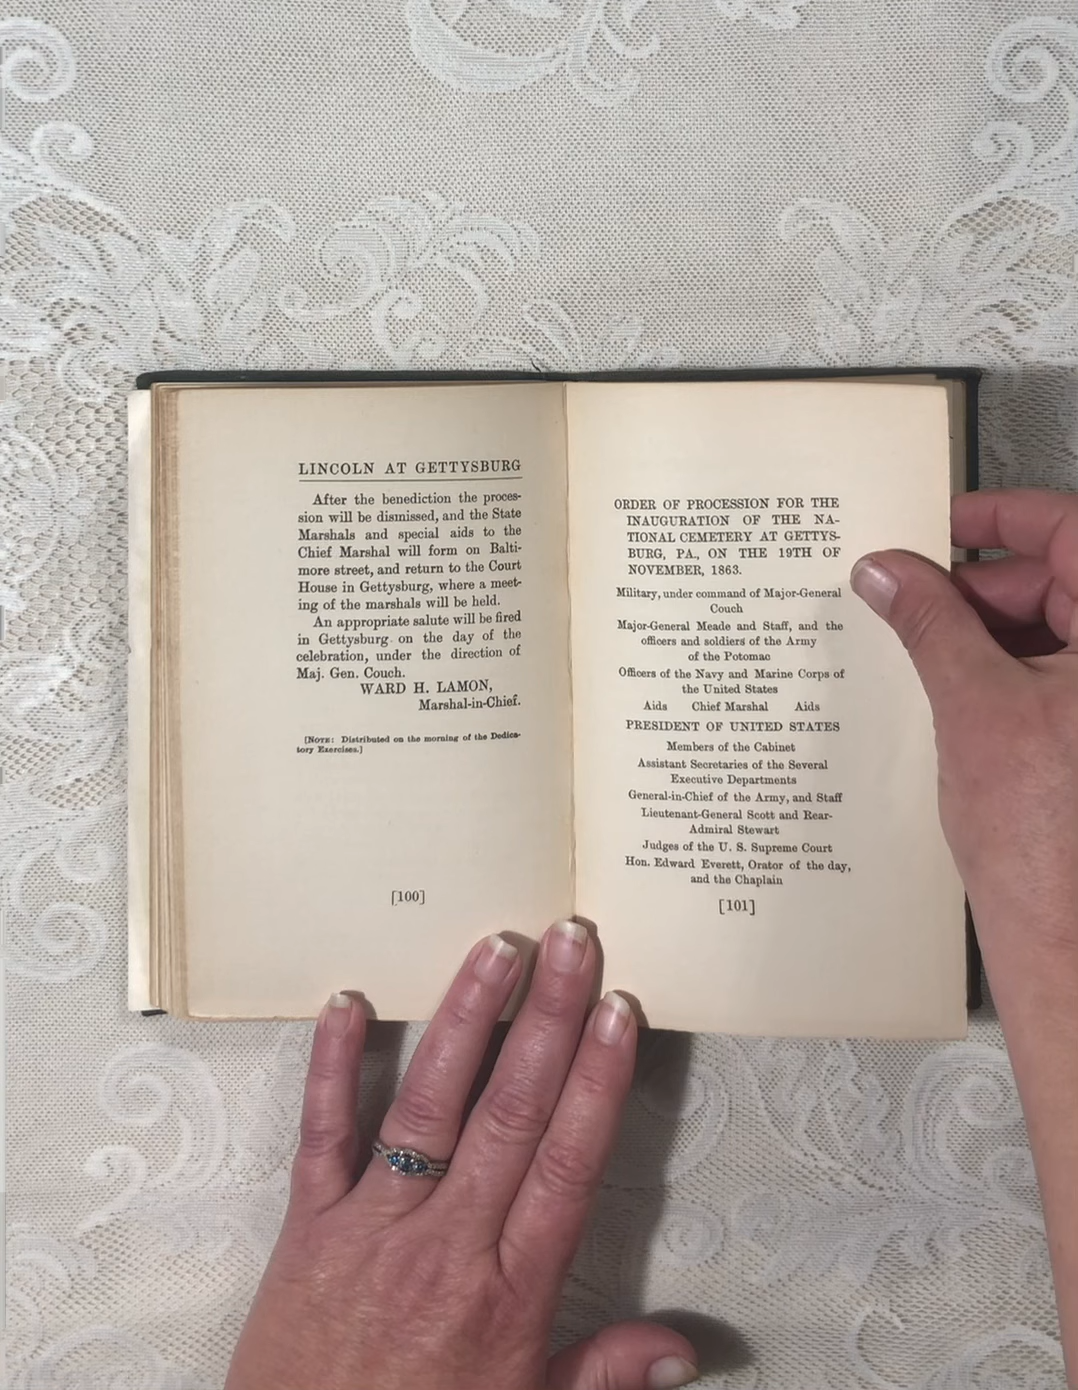 LINCOLN AT GETTYSBURG
After the benediction the proces-
sion will be dismissed, and the State
Marshals and special aids to the
Chief Marshal will form on Balti-
more street, and return to the Court
House in Gettysburg, where a meet-
ing of the marshals will be held.
An appropriate salute will be fired
in Gettysburg on the day of the
celebration, under the direction of
Maj. Gen. Couch.
WARD H. LAMON,
Marshal-in-Chief.
[NOTE: Distributed on the morning of the Dedica-
tory Exercises.]
[100]
ORDER OF PROCESSION FOR THE
INAUGURATION OF THE NA-
TIONAL CEMETERY AT GETTYS-
BURG, PA., ON THE 19TH OF
NOVEMBER, 1863.
Military, under command of Major-General
Couch
Major-General Meade and Staff, and the
officers and soldiers of the Army
of the Potomac
Officers of the Navy and Marine Corps of
the United States
Aids Chief Marshal Aids
PRESIDENT OF UNITED STATES
Members of the Cabinet
Assistant Secretaries of the Several
Executive Departments
General-in-Chief of the Army, and Staff
Lieutenant-General Scott and Rear-
Admiral Stewart
Judges of the U. S. Supreme Court
Hon. Edward Everett, Orator of the day,
and the Chaplain
[101]